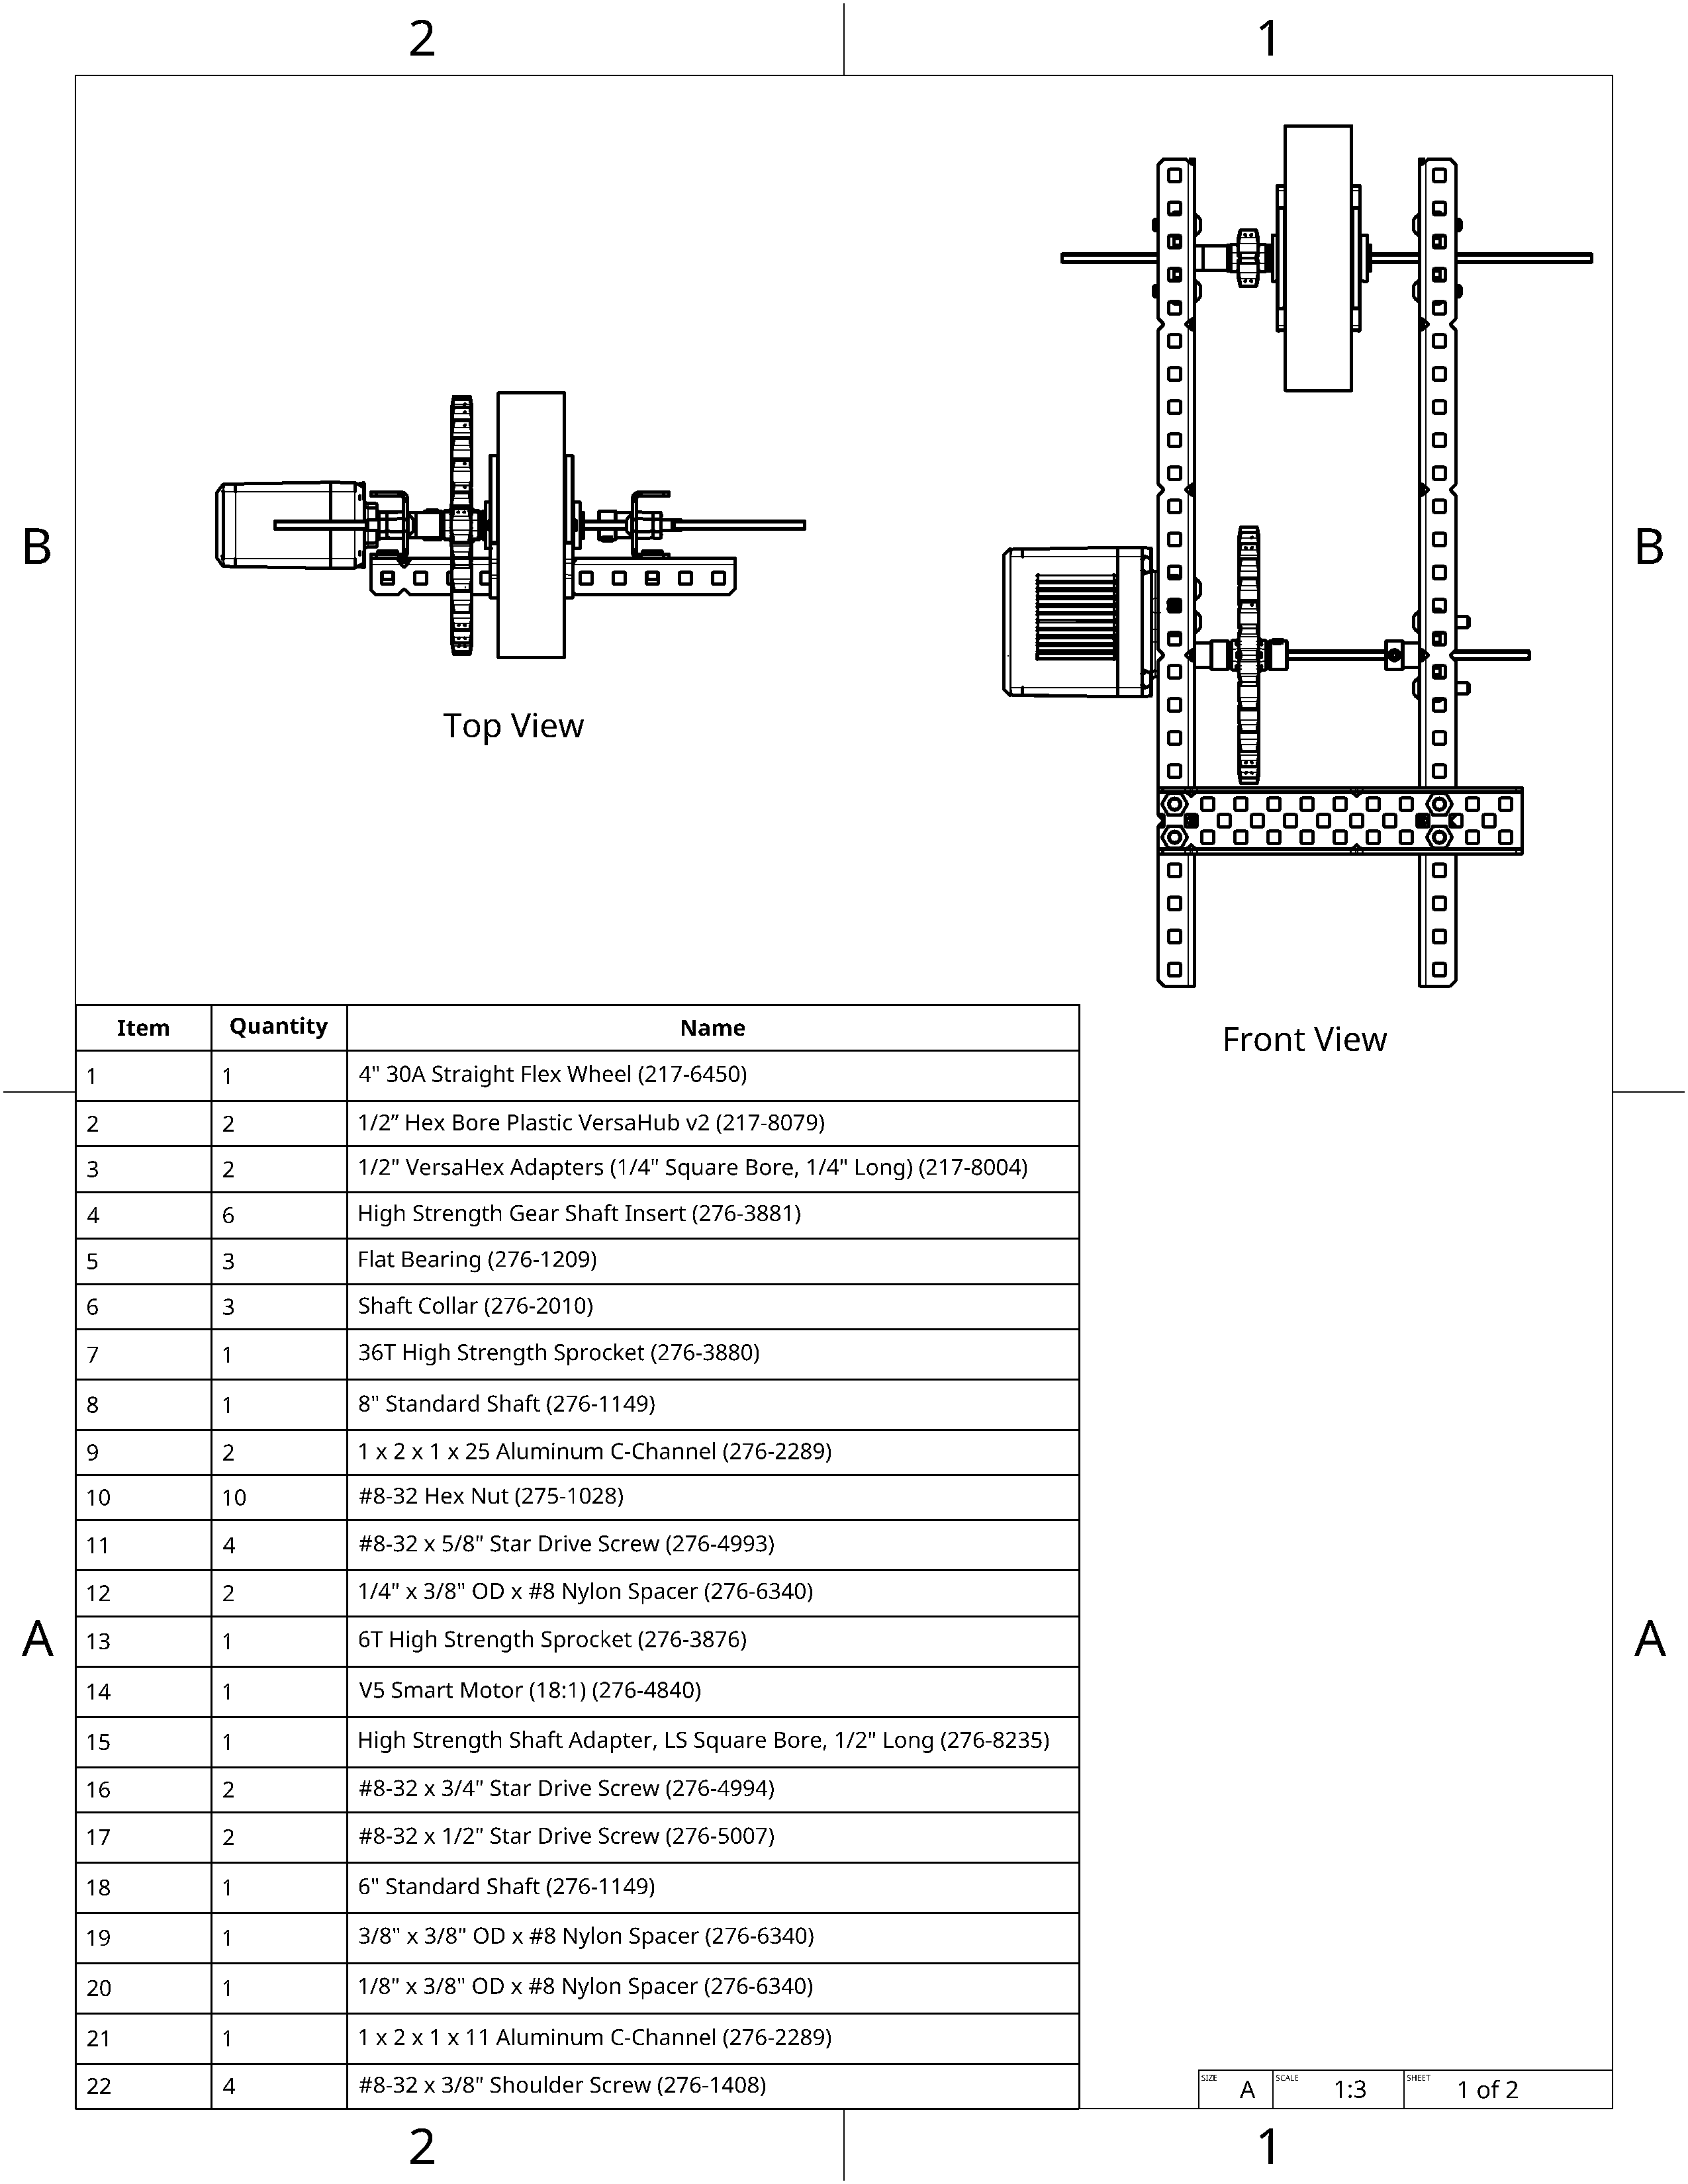 2 1
B B
Top View
Front View
Item Quantity Name
1 1 4" 30A Straight Flex Wheel (217-6450)
2 2 1/2” Hex Bore Plastic VersaHub v2 (217-8079)
3 2 1/2" VersaHex Adapters (1/4" Square Bore, 1/4" Long) (217-8004)
4 6 High Strength Gear Shaft Insert (276-3881)
5 3 Flat Bearing (276-1209)
6 3 Shaft Collar (276-2010)
7 1 36T High Strength Sprocket (276-3880)
8 1 8" Standard Shaft (276-1149)
9 2 1 x 2 x 1 x 25 Aluminum C-Channel (276-2289)
10 10 #8-32 Hex Nut (275-1028)
11 4 #8-32 x 5/8" Star Drive Screw (276-4993)
12 2 1/4" x 3/8" OD x #8 Nylon Spacer (276-6340)
13 1 6T High Strength Sprocket (276-3876)
14 1 V5 Smart Motor (18:1) (276-4840)
15 1 High Strength Shaft Adapter, LS Square Bore, 1/2" Long (276-8235)
16 2 #8-32 x 3/4" Star Drive Screw (276-4994)
17 2 #8-32 x 1/2" Star Drive Screw (276-5007)
18 1 6" Standard Shaft (276-1149)
19 1 3/8" x 3/8" OD x #8 Nylon Spacer (276-6340)
20 1 1/8" x 3/8" OD x #8 Nylon Spacer (276-6340)
21 1 1 x 2 x 1 x 11 Aluminum C-Channel (276-2289)
22 4 #8-32 x 3/8" Shoulder Screw (276-1408)
A A
SIZE A SCALE 1:3 SHEET 1 of 2
2 1